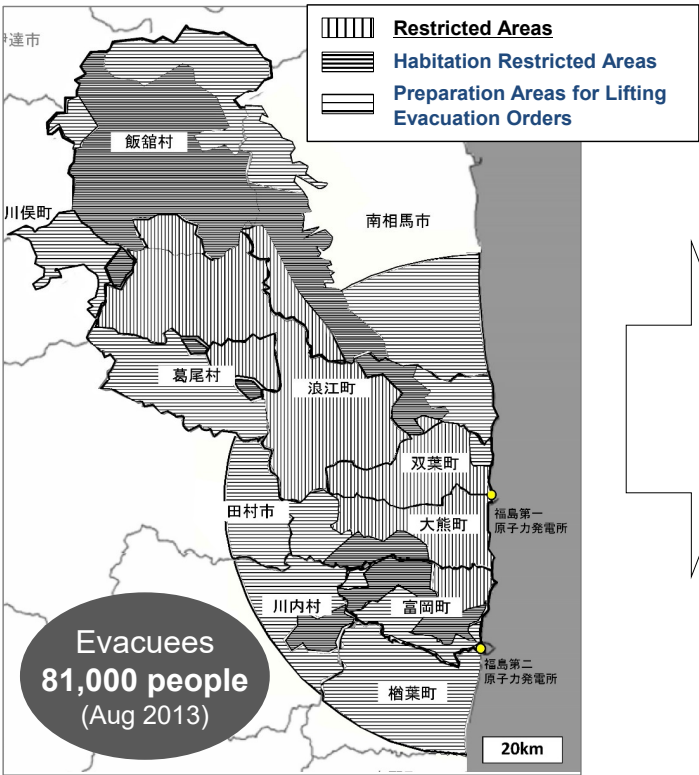 Restricted Areas
Habitation Restricted Areas
Preparation Areas for Lifting
Evacuation Orders
達市
飯舘村
川俣町
南相馬市
葛尾村
浪江町
双葉町
田村市
福島第一
原子力発電所
大熊町
川内村
富岡町
福島第二
原子力発電所
楢葉町
Evacuees
81,000 people
(Aug 2013)
20km